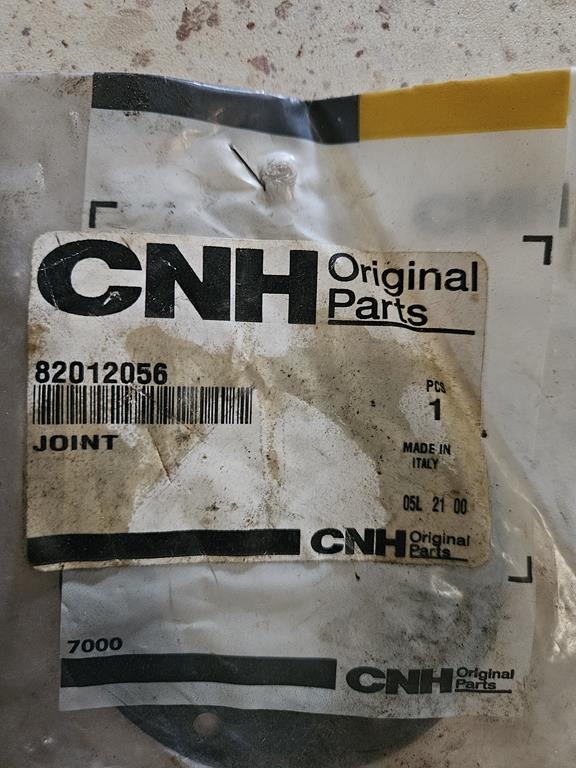 CNH Original
Parts
82012056
PCS
1
JOINT
MADE IN
ITALY
05L 21 00
CNH Original
Parts
7000
CNH Original
Parts